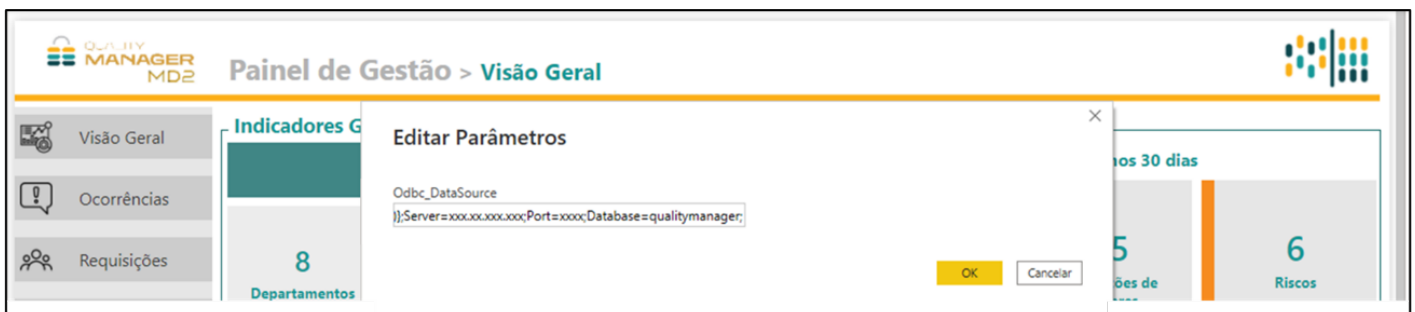 QUALITY
MANAGER
MD2
Painel de Gestão > Visão Geral
Visão Geral
Ocorrências
Requisições
Indicadores G
8
Departamentos
Editar Parâmetros
Odbc_DataSource
)};Server=xxx.xx.xxx.xxx;Port=xxxx;Database=qualitymanager;
OK
Cancelar
nos 30 dias
5
ões de
6
Riscos